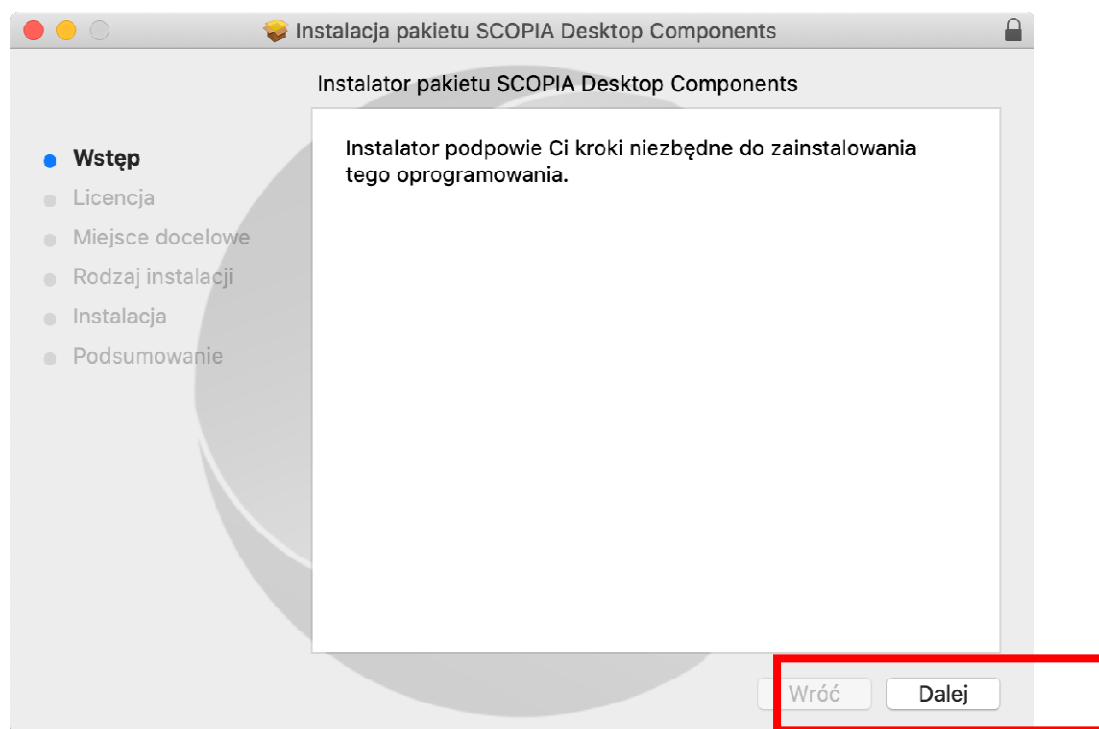 Instalacja pakietu SCOPIA Desktop Components
Instalator pakietu SCOPIA Desktop Components
Wstęp
Licencja
Miejsce docelowe
Rodzaj instalacji
Instalacja
Podsumowanie
Instalator podpowie Ci kroki niezbędne do zainstalowania
tego oprogramowania.
Wróć
Dalej